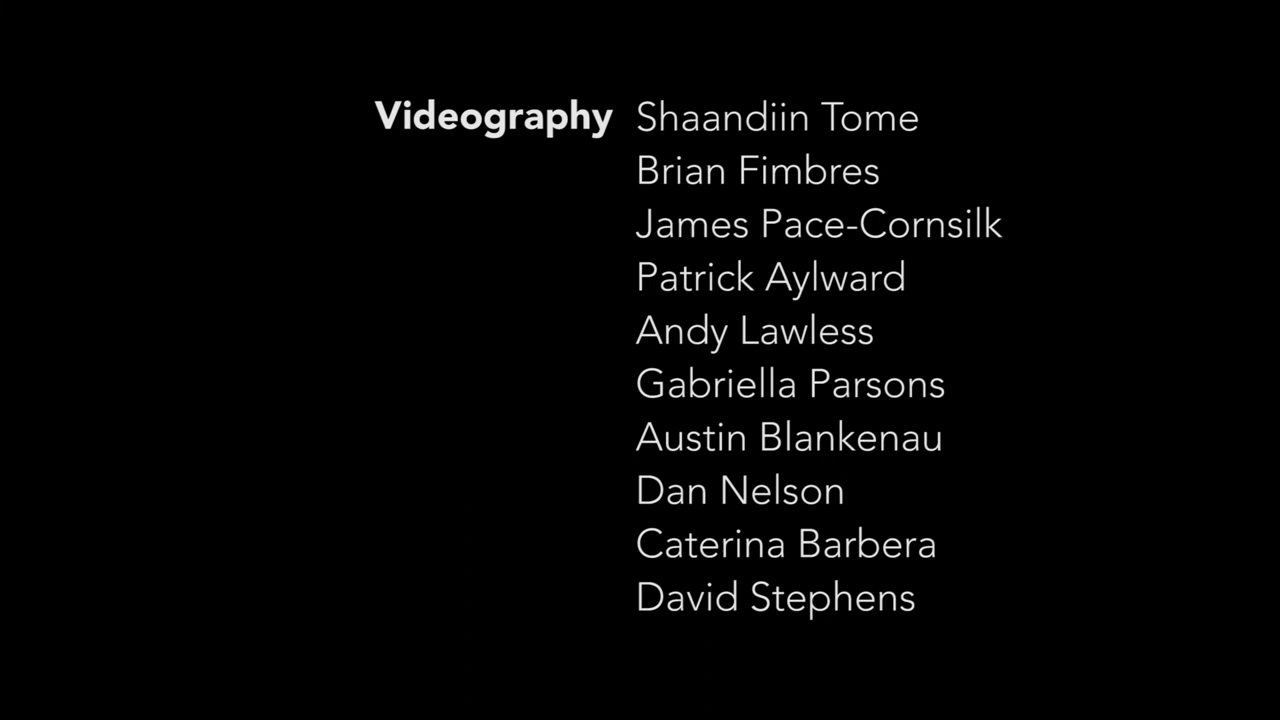 Videography Shaandiin Tome
Brian Fimbres
James Pace-Cornsilk
Patrick Aylward
Andy Lawless
Gabriella Parsons
Austin Blankenau
Dan Nelson
Caterina Barbera
David Stephens